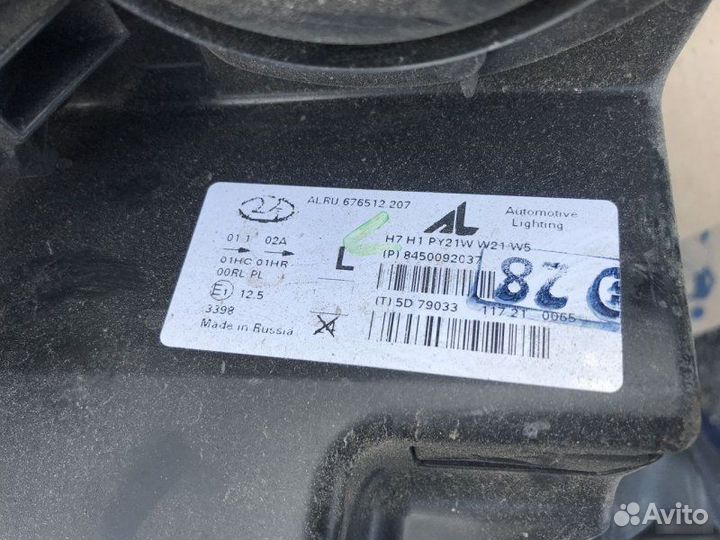 ALRU 676512.207
AL
Automotive
Lighting
01 1 02A
01HC 01HR
00RL PL
L
H7 H1 PY21W W21 W5
(P) 8450092037
E1 12.5
3398
Made in Russia
(T) 5D 79033 117 21 0065
28
Avito